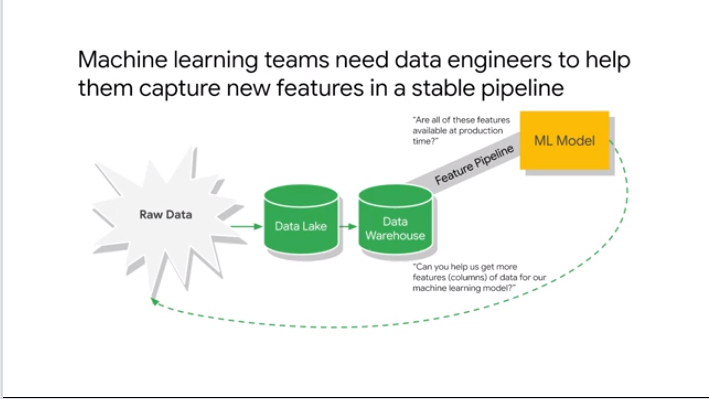 Machine learning teams need data engineers to help
them capture new features in a stable pipeline
"Are all of these features
available at production
time?"
ML Model
Feature Pipeline
Raw Data
Data Lake
Data
Warehouse
"Can you help us get more
features (columns) of data for our
machine learning model?"